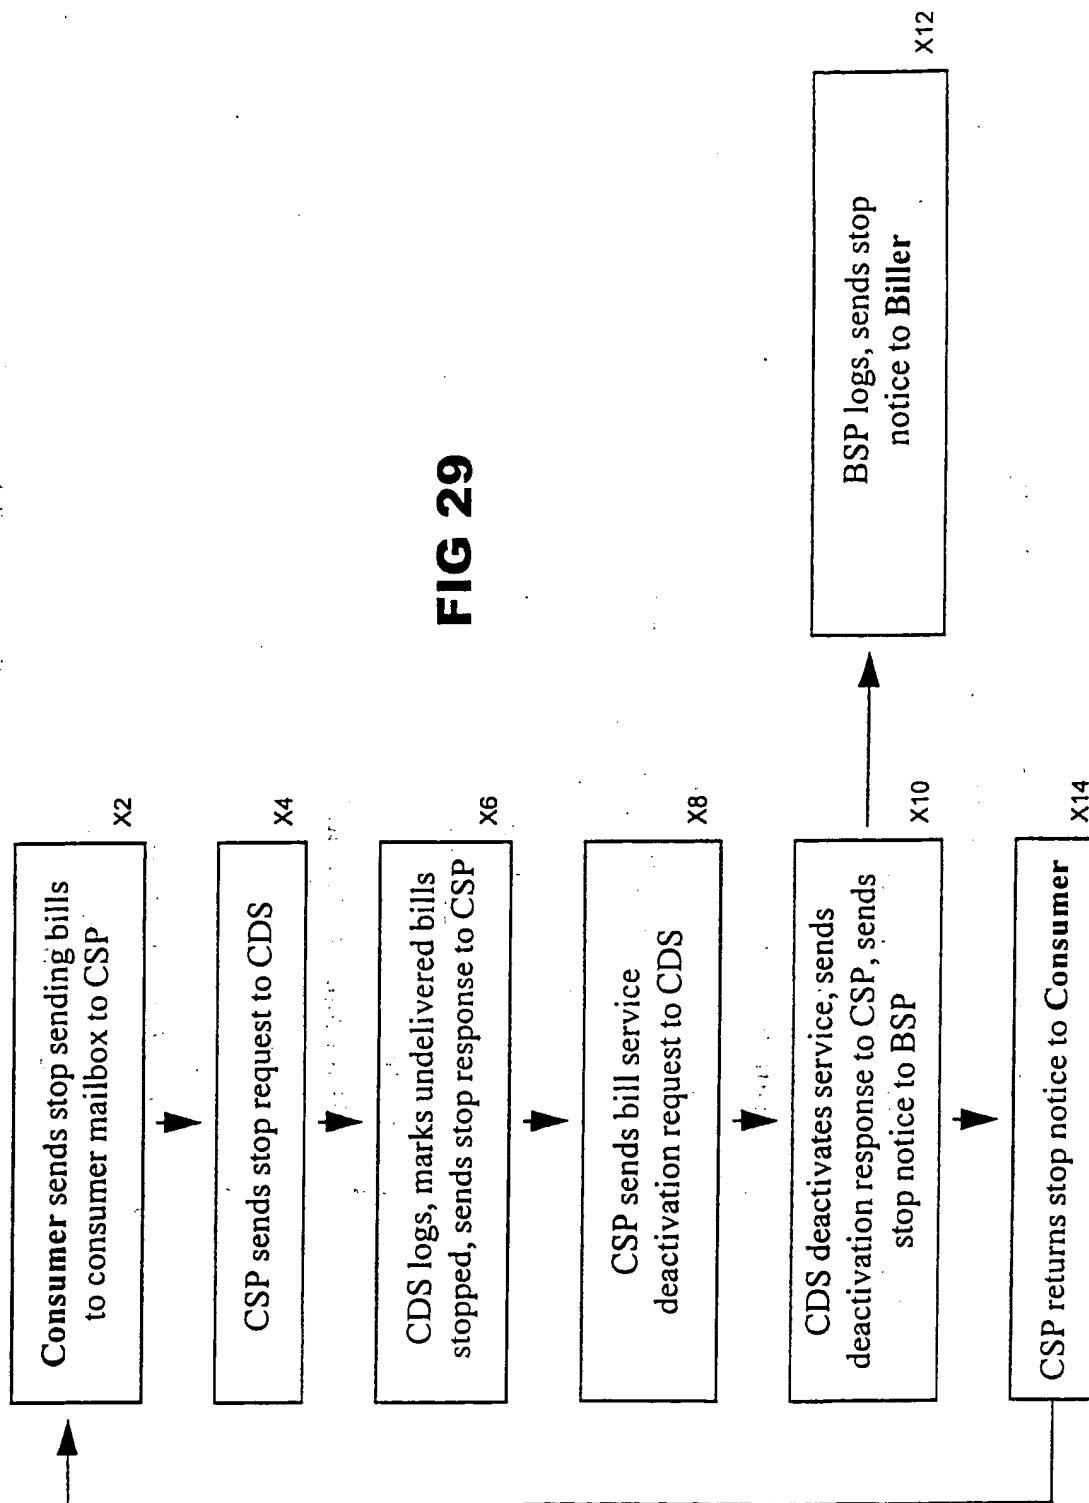 Consumer sends stop sending bills
to consumer mailbox to CSP
X2
CSP sends stop request to CDS
X4
CDS logs, marks undelivered bills
stopped, sends stop response to CSP
X6
CSP sends bill service
deactivation request to CDS
X8
CDS deactivates service, sends
deactivation response to CSP, sends
stop notice to BSP
X10
BSP logs, sends stop
notice to Biller
X12
CSP returns stop notice to Consumer
X14
FIG 29